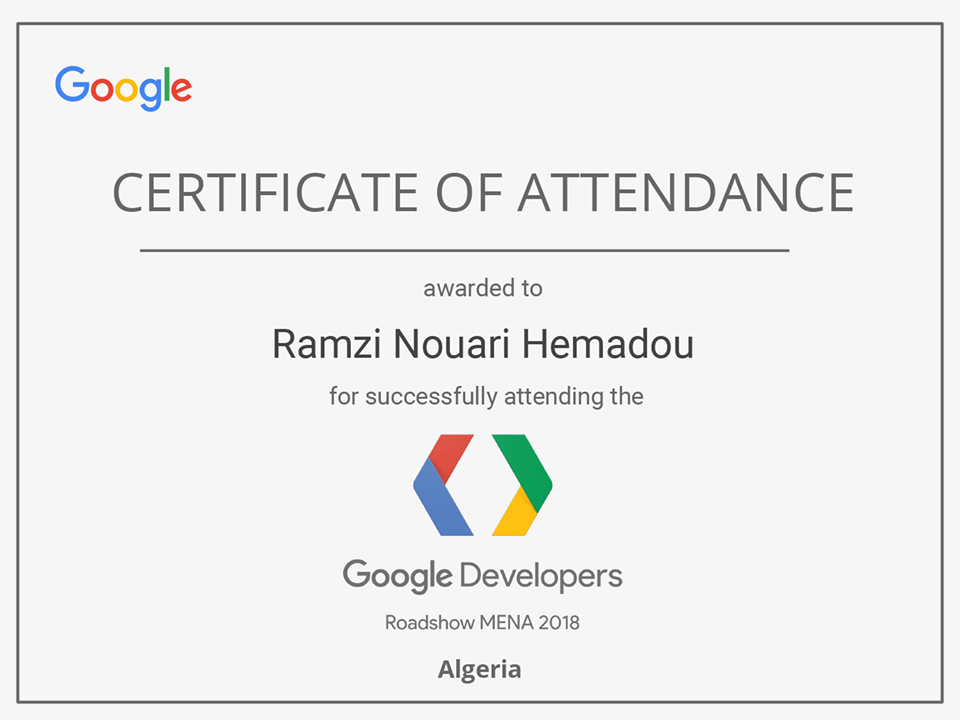 Google
CERTIFICATE OF ATTENDANCE
awarded to
Ramzi Nouari Hemadou
for successfully attending the
Google Developers
Roadshow MENA 2018
Algeria